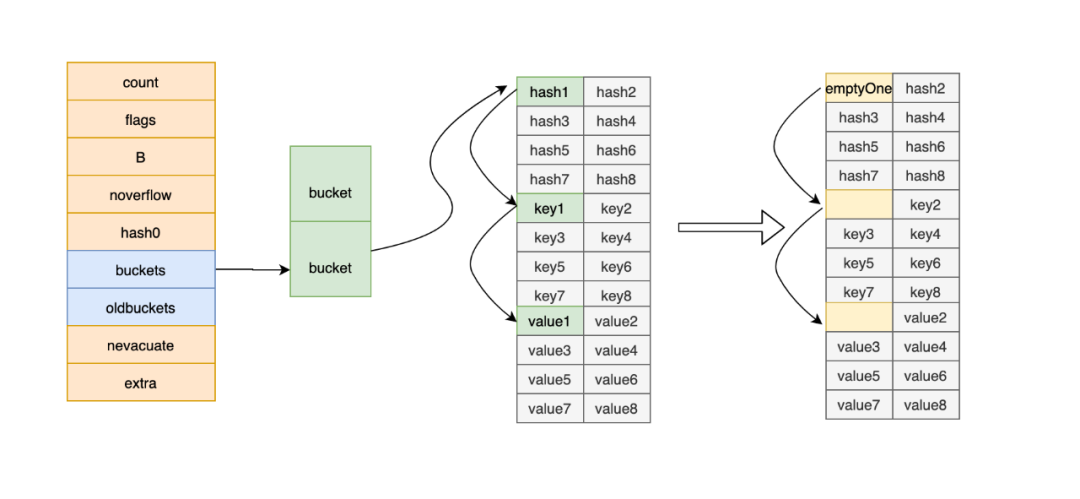 count
flags
B
noverflow
hash0
buckets
oldbuckets
nevacuate
extra
bucket
bucket
hash1 hash2
hash3 hash4
hash5 hash6
hash7 hash8
key1 key2
key3 key4
key5 key6
key7 key8
value1 value2
value3 value4
value5 value6
value7 value8
emptyOne hash2
hash3 hash4
hash5 hash6
hash7 hash8
key2
key3 key4
key5 key6
key7 key8
value2
value3 value4
value5 value6
value7 value8